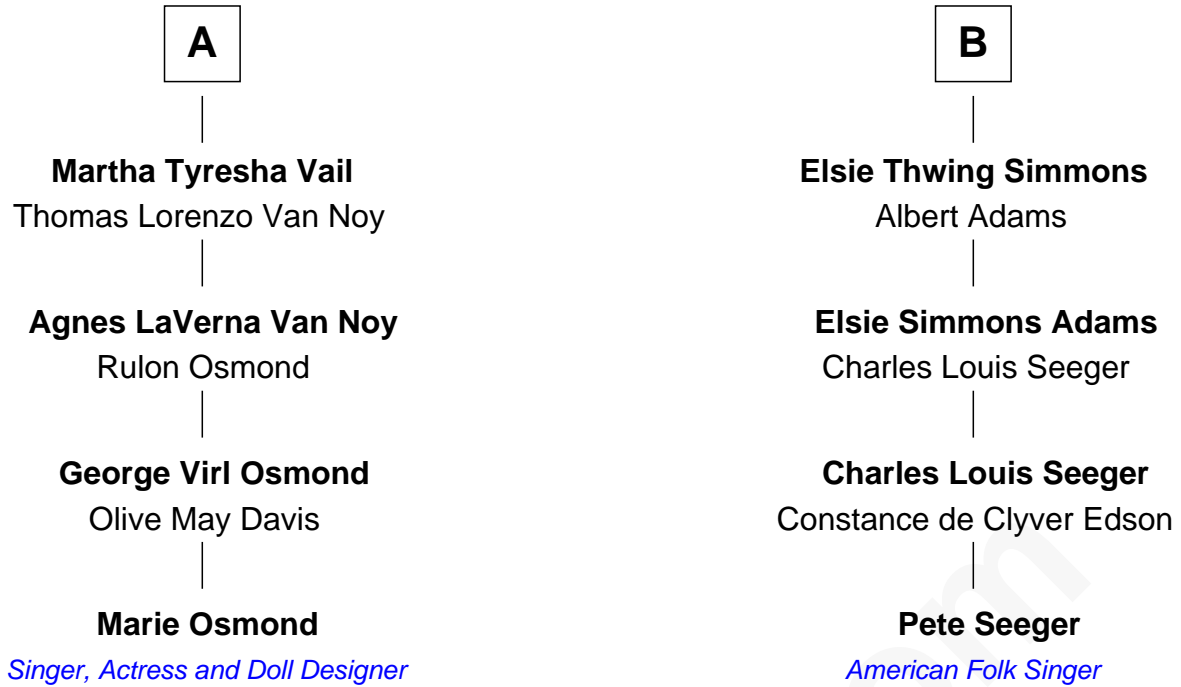 A
Martha Tyresha Vail
Thomas Lorenzo Van Noy
Agnes LaVerna Van Noy
Rulon Osmond
George Virl Osmond
Olive May Davis
Marie Osmond
Singer, Actress and Doll Designer
B
Elsie Thwing Simmons
Albert Adams
Elsie Simmons Adams
Charles Louis Seeger
Charles Louis Seeger
Constance de Clyver Edson
Pete Seeger
American Folk Singer